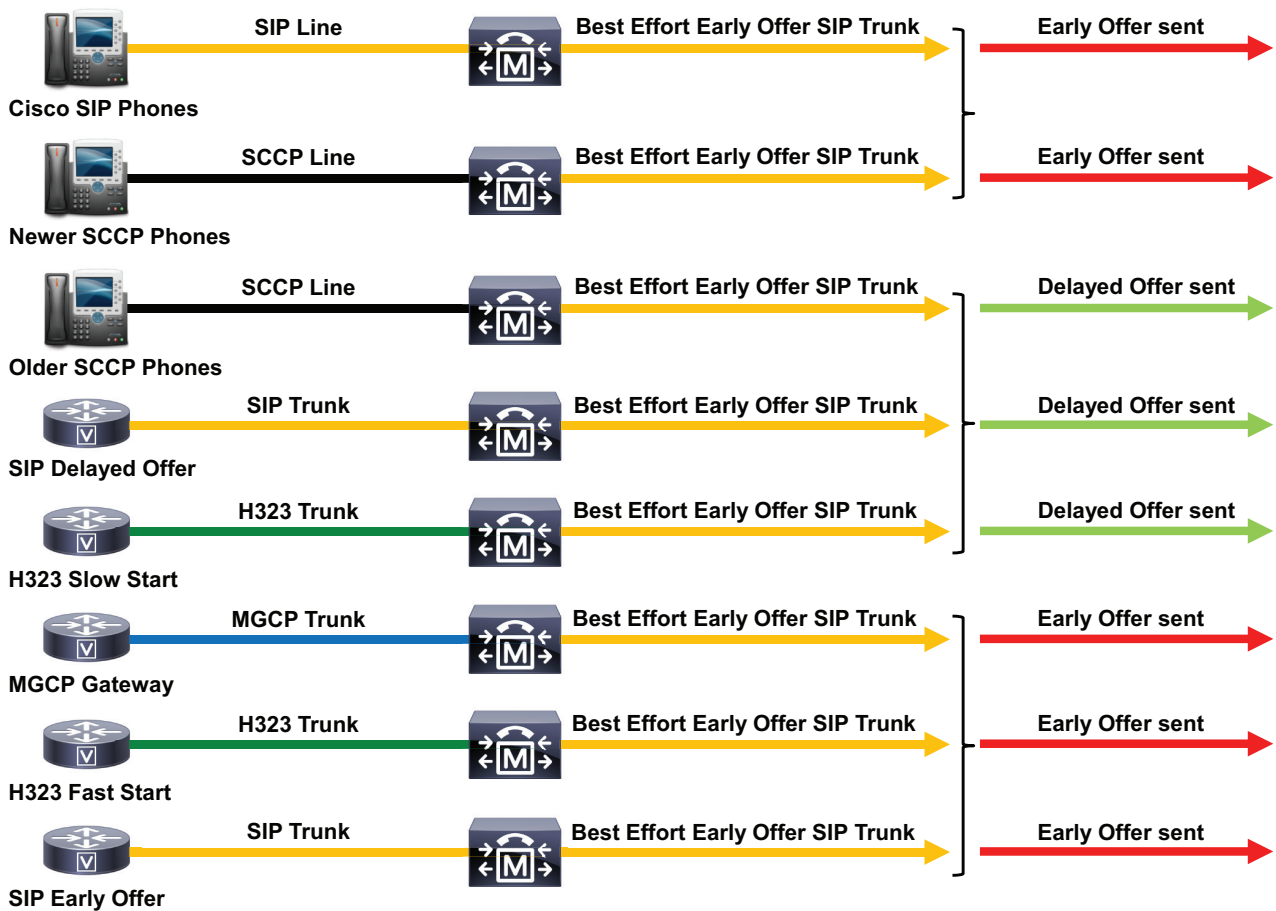 SIP Line
Best Effort Early Offer SIP Trunk
Early Offer sent
M
Cisco SIP Phones
SCCP Line
Best Effort Early Offer SIP Trunk
Early Offer sent
M
Newer SCCP Phones
SCCP Line
Best Effort Early Offer SIP Trunk
Delayed Offer sent
M
Older SCCP Phones
SIP Trunk
Best Effort Early Offer SIP Trunk
Delayed Offer sent
V
M
SIP Delayed Offer
H323 Trunk
Best Effort Early Offer SIP Trunk
Delayed Offer sent
V
M
H323 Slow Start
MGCP Trunk
Best Effort Early Offer SIP Trunk
Early Offer sent
V
M
MGCP Gateway
H323 Trunk
Best Effort Early Offer SIP Trunk
Early Offer sent
V
M
H323 Fast Start
SIP Trunk
Best Effort Early Offer SIP Trunk
Early Offer sent
V
M
SIP Early Offer